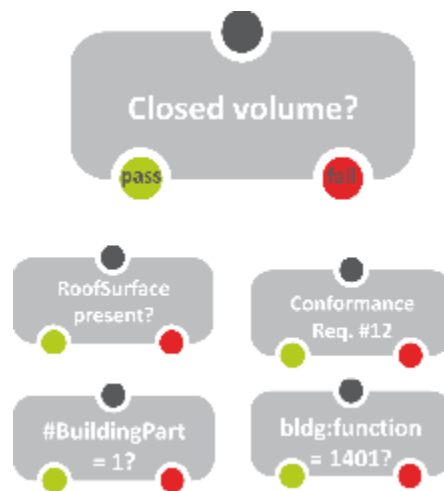 Closed volume?
pass
fail
RoofSurface
present?
Conformance
Req. #12
#BuildingPart
= 1?
bldg:function
= 1401?